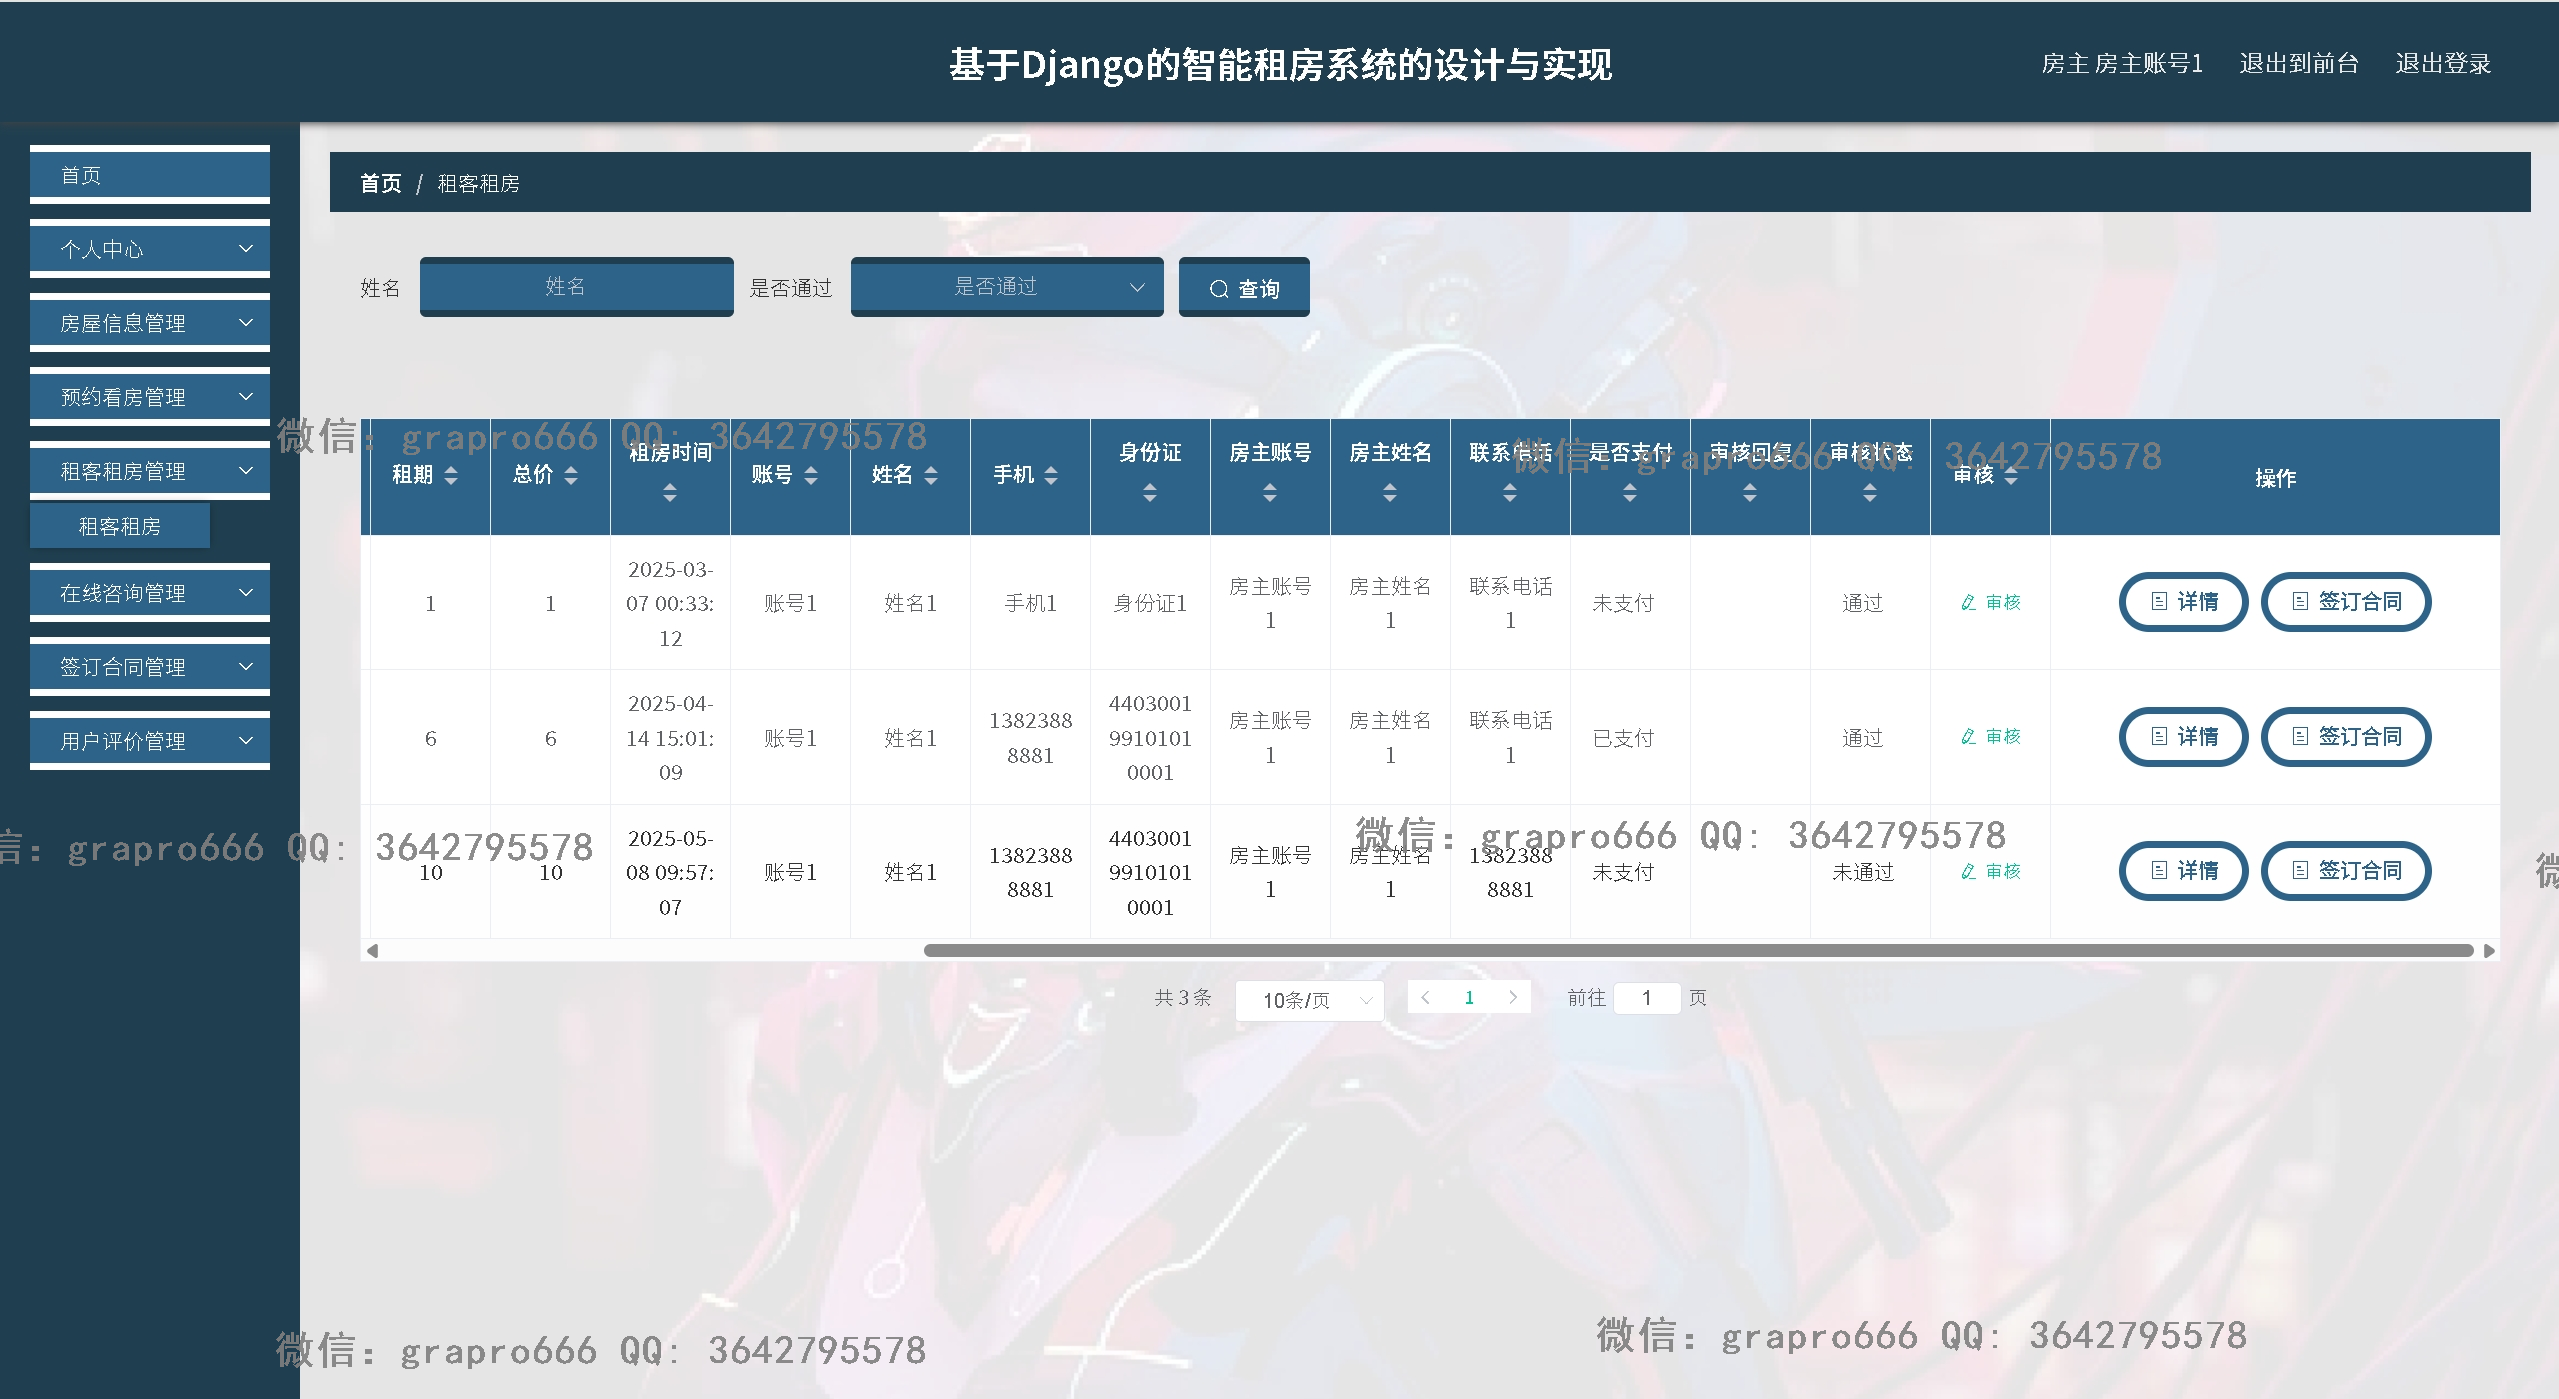 基于Django的智能租房系统的设计与实现
房主 房主账号1 退出到前台 退出登录
首页
个人中心
房屋信息管理
预约看房管理
租客租房管理
租客租房
在线咨询管理
签订合同管理
用户评价管理
首页 / 租客租房
姓名 姓名 是否通过 是否通过 查询
微信: grapro666 QQ: 3642795578
微信: grapro666 QQ: 3642795578
租期 总价 租房时间 账号 姓名 手机 身份证 房主账号 房主姓名 联系电话 是否支付 审核回复 审核状态 审核 操作
1 1 2025-03-07 00:33:12 账号1 姓名1 手机1 身份证1 房主账号1 房主姓名1 联系电话1 未支付 通过 审核 详情 签订合同
6 6 2025-04-14 15:01:09 账号1 姓名1 13823888881 440300199101010001 房主账号1 房主姓名1 联系电话1 已支付 通过 审核 详情 签订合同
10 10 2025-05-08 09:57:07 账号1 姓名1 13823888881 440300199101010001 房主账号1 房主姓名1 13823888881 未支付 未通过 审核 详情 签订合同
信: grapro666 QQ: 3642795578
微信: grapro666 QQ: 3642795578
微
共 3 条 10条/页 1 前往 1 页
微信: grapro666 QQ: 3642795578
微信: grapro666 QQ: 3642795578